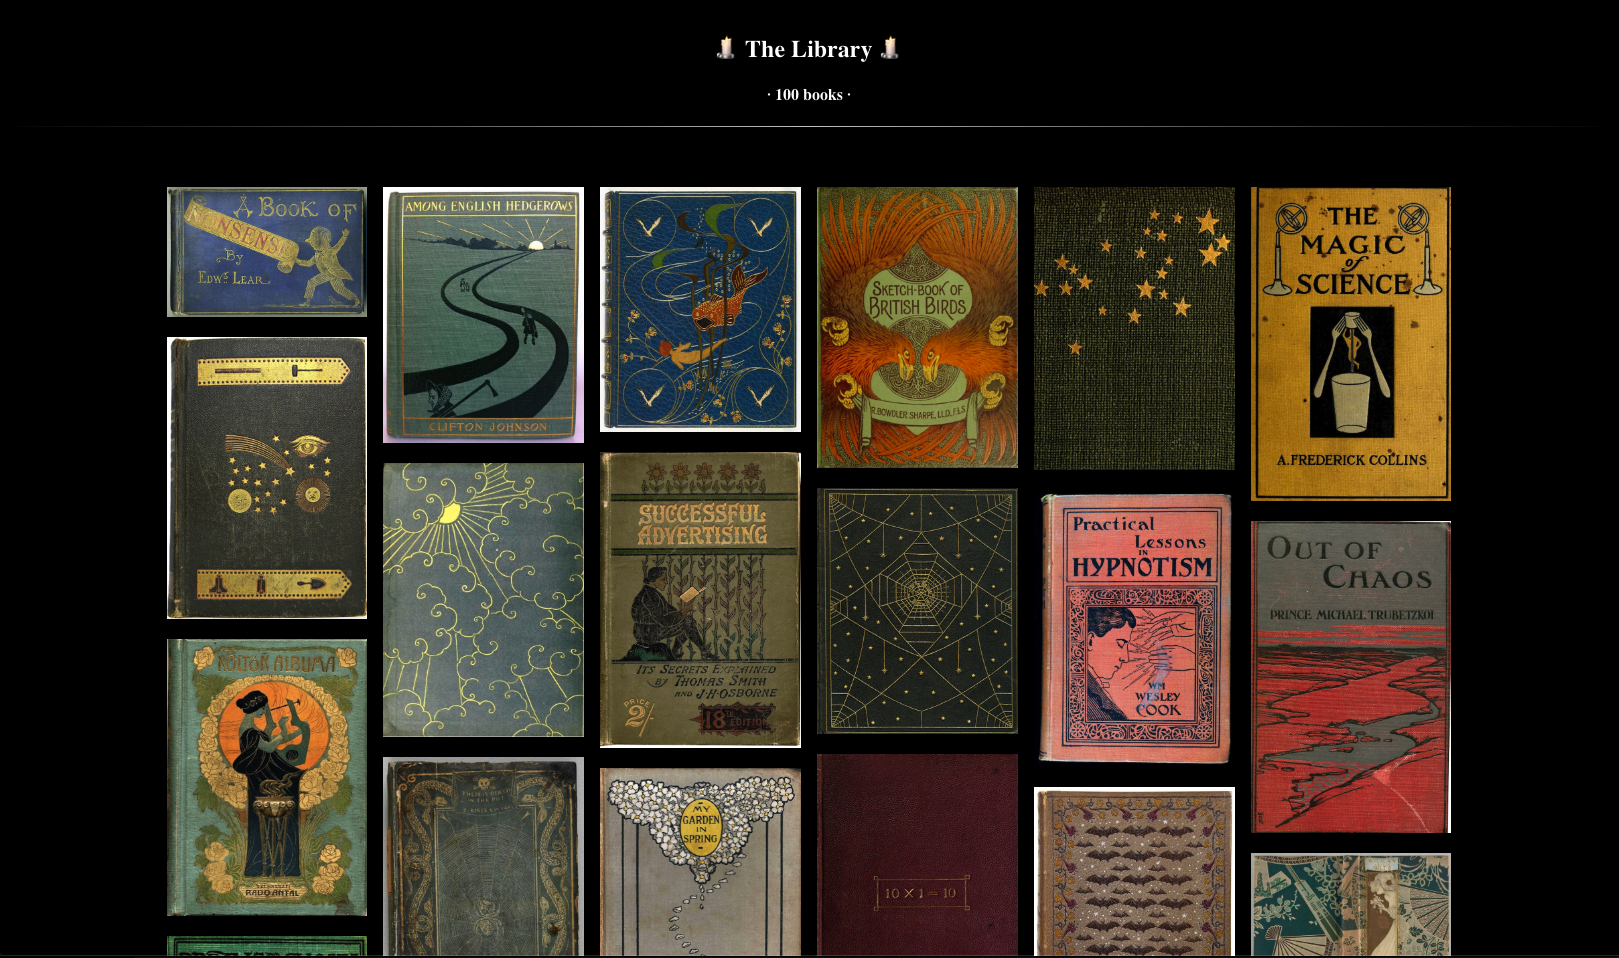 The Library
· 100 books ·
A BOOK OF
NONSENSE
By
EDWD. LEAR
AMONG ENGLISH HEDGEROWS
CLIFTON JOHNSON
SKETCH-BOOK OF
BRITISH BIRDS
R. BOWDLER SHARPE, LL.D, F.L.S.
THE
MAGIC
of
SCIENCE
A. FREDERICK COLLINS
SUCCESSFUL
ADVERTISING
ITS SECRETS EXPLAINED
BY THOMAS SMITH
AND J·H·OSBORNE
PRICE
2/-
18TH EDITION
Practical
Lessons
IN
HYPNOTISM
WM
WESLEY
COOK
OUT OF
CHAOS
PRINCE MICHAEL TRUBETZKOI
KÖLTŐK ALBUMA
RADÓ ANTAL
MY
GARDEN
IN
SPRING
10 × 1 = 10